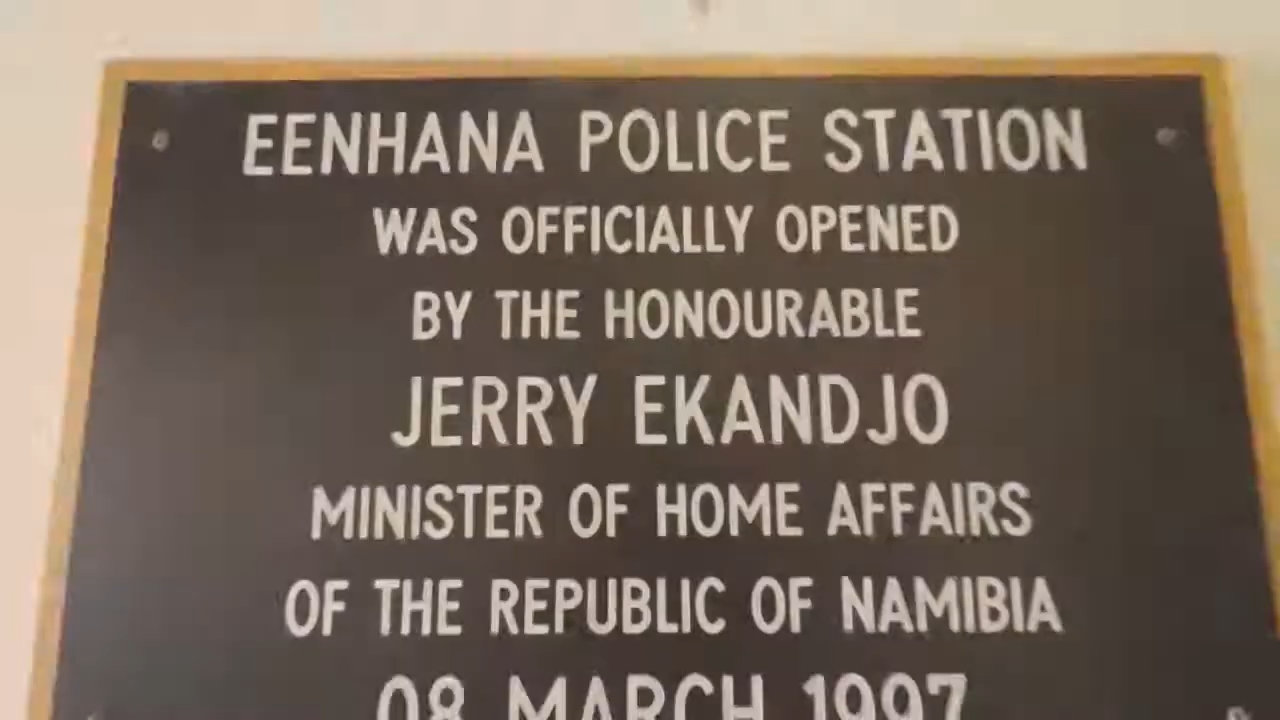 EENHANA POLICE STATION
WAS OFFICIALLY OPENED
BY THE HONOURABLE
JERRY EKANDJO
MINISTER OF HOME AFFAIRS
OF THE REPUBLIC OF NAMIBIA
08 MARCH 1997